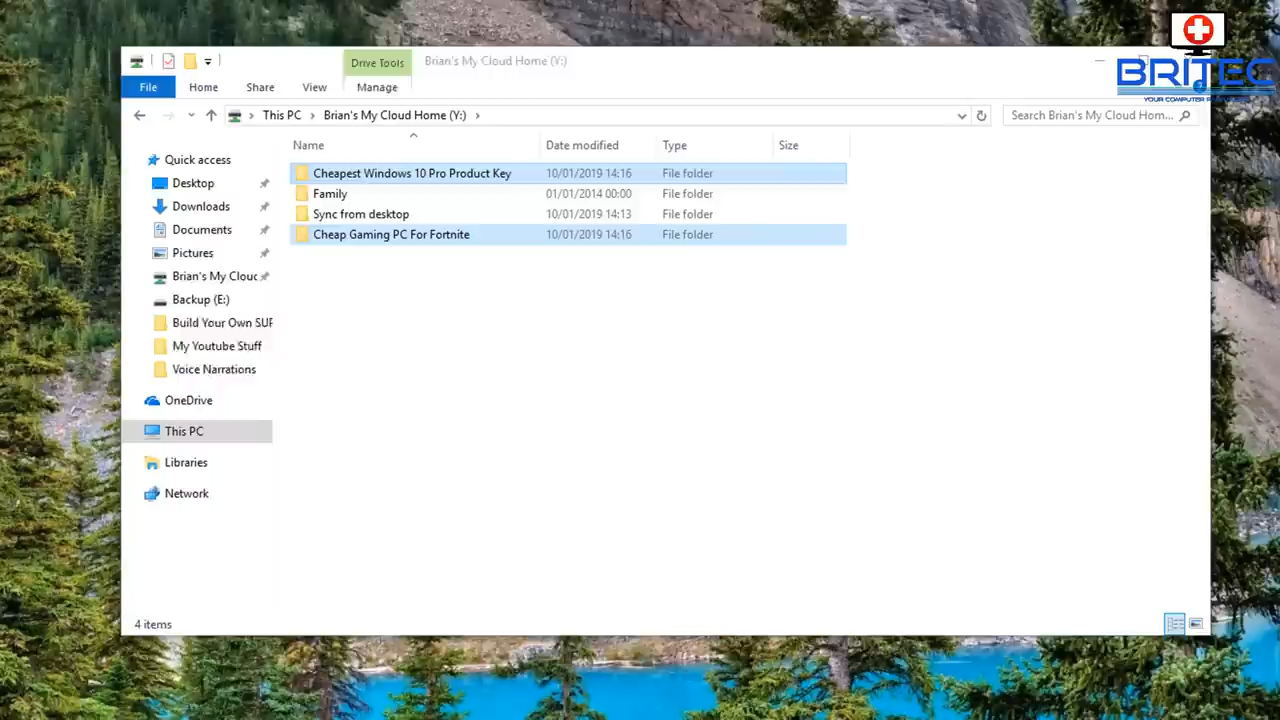 Drive Tools
Brian's My Cloud Home (Y:)
File
Home
Share
View
Manage
This PC
Brian's My Cloud Home (Y:)
Search Brian's My Cloud Hom...
Name
Date modified
Type
Size
Cheapest Windows 10 Pro Product Key 10/01/2019 14:16 File folder
Family 01/01/2014 00:00 File folder
Sync from desktop 10/01/2019 14:13 File folder
Cheap Gaming PC For Fortnite 10/01/2019 14:16 File folder
Quick access
Desktop
Downloads
Documents
Pictures
Brian's My Cloud
Backup (E:)
Build Your Own SUP
My Youtube Stuff
Voice Narrations
OneDrive
This PC
Libraries
Network
4 items
BRITEC